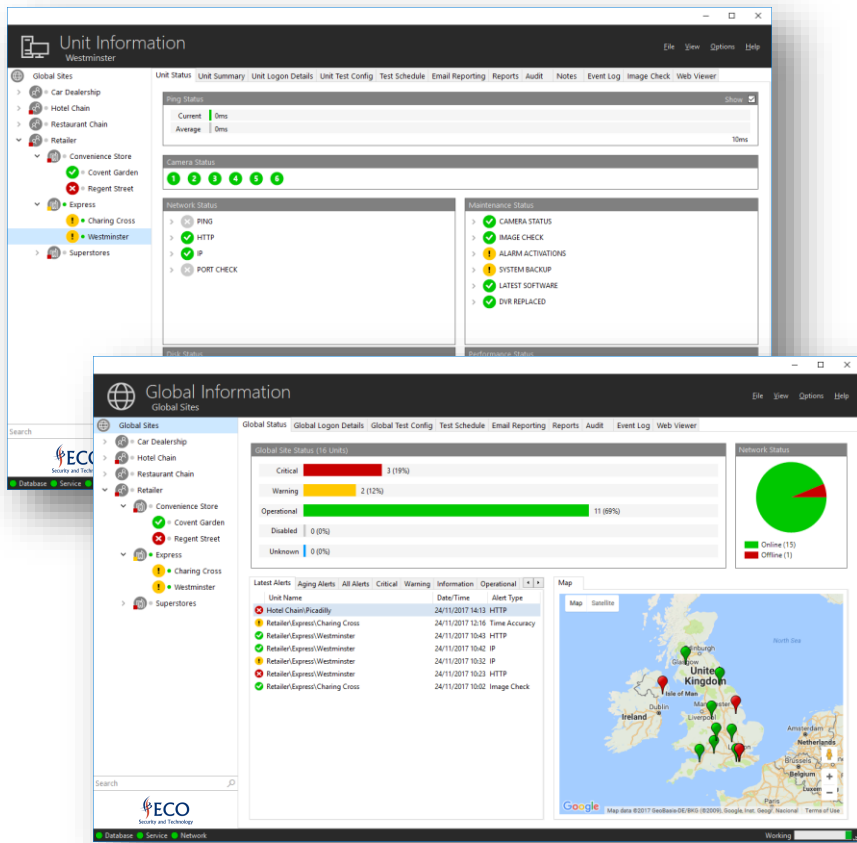 Unit Information
Westminster
File View Options Help
Global Sites
Car Dealership
Hotel Chain
Restaurant Chain
Retailer
Convenience Store
Covent Garden
Regent Street
Express
Charing Cross
Westminster
Superstores
Search
ECO
Security and Techn
Database Service
Unit Status Unit Summary Unit Logon Details Unit Test Config Test Schedule Email Reporting Reports Audit Notes Event Log Image Check Web Viewer
Ping Status Show
Current 0ms
Average 0ms
10ms
Camera Status
1 2 3 4 5 6
Network Status
PING
HTTP
IP
PORT CHECK
Maintenance Status
CAMERA STATUS
IMAGE CHECK
ALARM ACTIVATIONS
SYSTEM BACKUP
LATEST SOFTWARE
DVR REPLACED
Disk Status
Performance Status
Global Information
Global Sites
File View Options Help
Global Sites
Car Dealership
Hotel Chain
Restaurant Chain
Retailer
Convenience Store
Covent Garden
Regent Street
Express
Charing Cross
Westminster
Superstores
Search
ECO
Security and Technology
Global Status Global Logon Details Global Test Config Test Schedule Email Reporting Reports Audit Event Log Web Viewer
Global Site Status (16 Units)
Critical 3 (19%)
Warning 2 (12%)
Operational 11 (69%)
Disabled 0 (0%)
Unknown 0 (0%)
Network Status
Online (15)
Offline (1)
Latest Alerts Aging Alerts All Alerts Critical Warning Information Operational
Unit Name Date/Time Alert Type
Hotel Chain\Picadilly 24/11/2017 14:13 HTTP
Retailer\Express\Charing Cross 24/11/2017 12:16 Time Accuracy
Retailer\Express\Westminster 24/11/2017 10:43 HTTP
Retailer\Express\Westminster 24/11/2017 10:42 IP
Retailer\Express\Westminster 24/11/2017 10:32 IP
Retailer\Express\Westminster 24/11/2017 10:23 HTTP
Retailer\Express\Charing Cross 24/11/2017 10:02 Image Check
Map
Map Satellite
North Sea
Glasgow
United
Kingdom
Isle of Man
Dublin
Ireland
Liverpool
Amsterdam
Netherlands
Brussels
Belgium
Paris
Google
Map data ©2017 GeoBasis-DE/BKG (©2009), Google, Inst. Geogr. Nacional Terms of Use
Database Service Network
Working